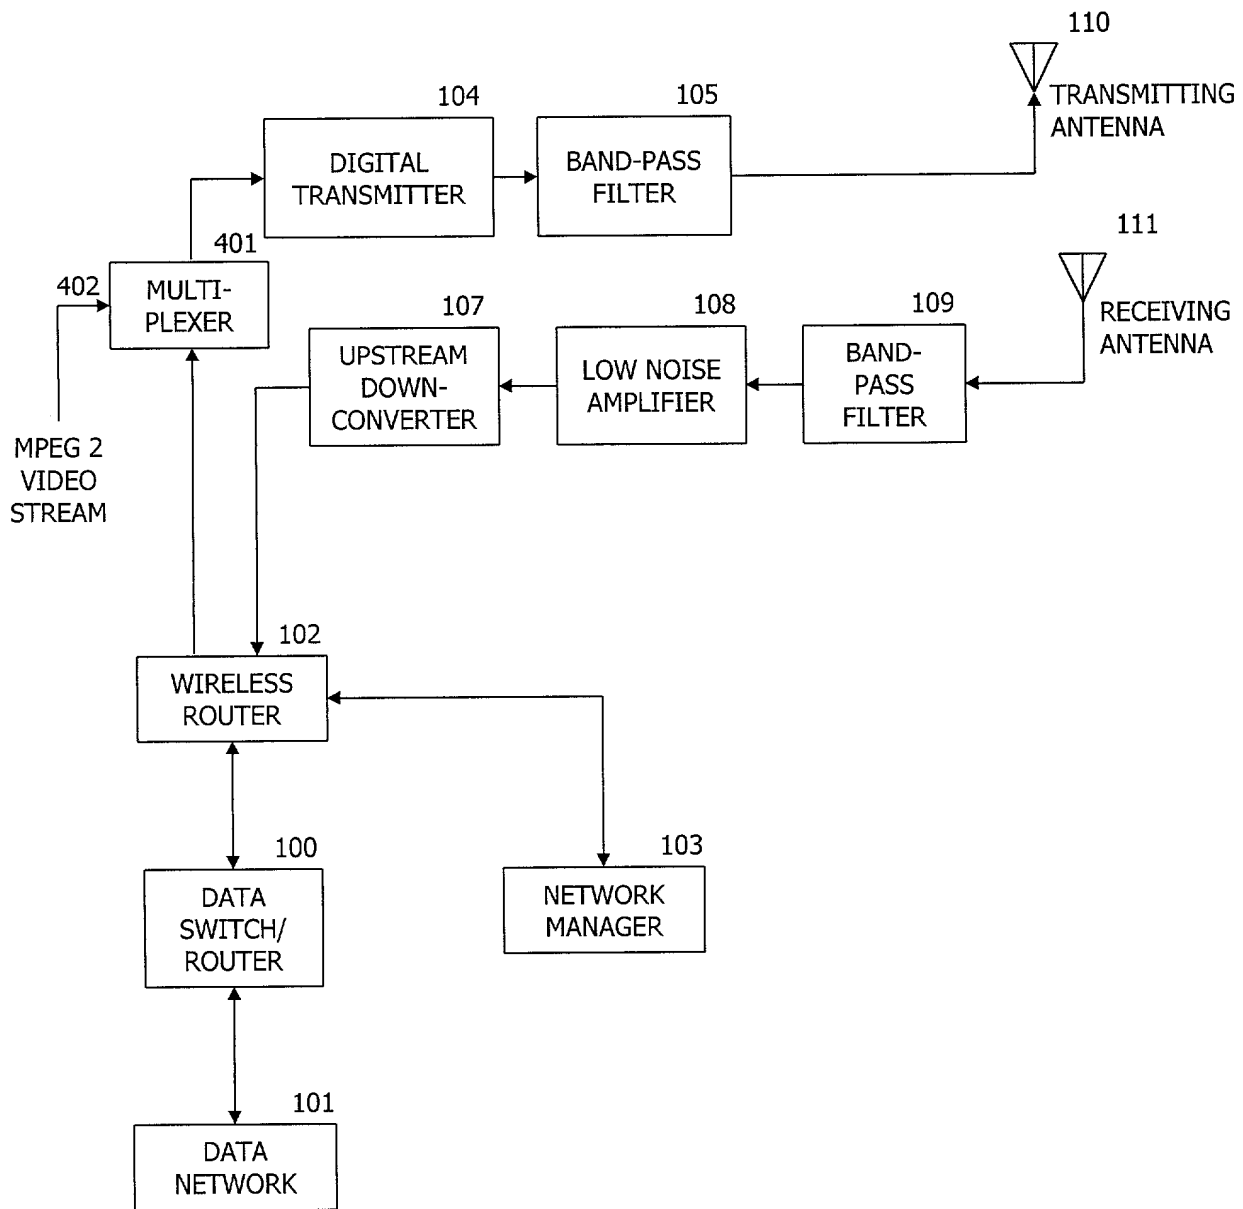 110
TRANSMITTING
ANTENNA
104
DIGITAL
TRANSMITTER
105
BAND-PASS
FILTER
401
402
MULTI-
PLEXER
MPEG 2
VIDEO
STREAM
107
UPSTREAM
DOWN-
CONVERTER
108
LOW NOISE
AMPLIFIER
109
BAND-
PASS
FILTER
111
RECEIVING
ANTENNA
102
WIRELESS
ROUTER
100
DATA
SWITCH/
ROUTER
103
NETWORK
MANAGER
101
DATA
NETWORK